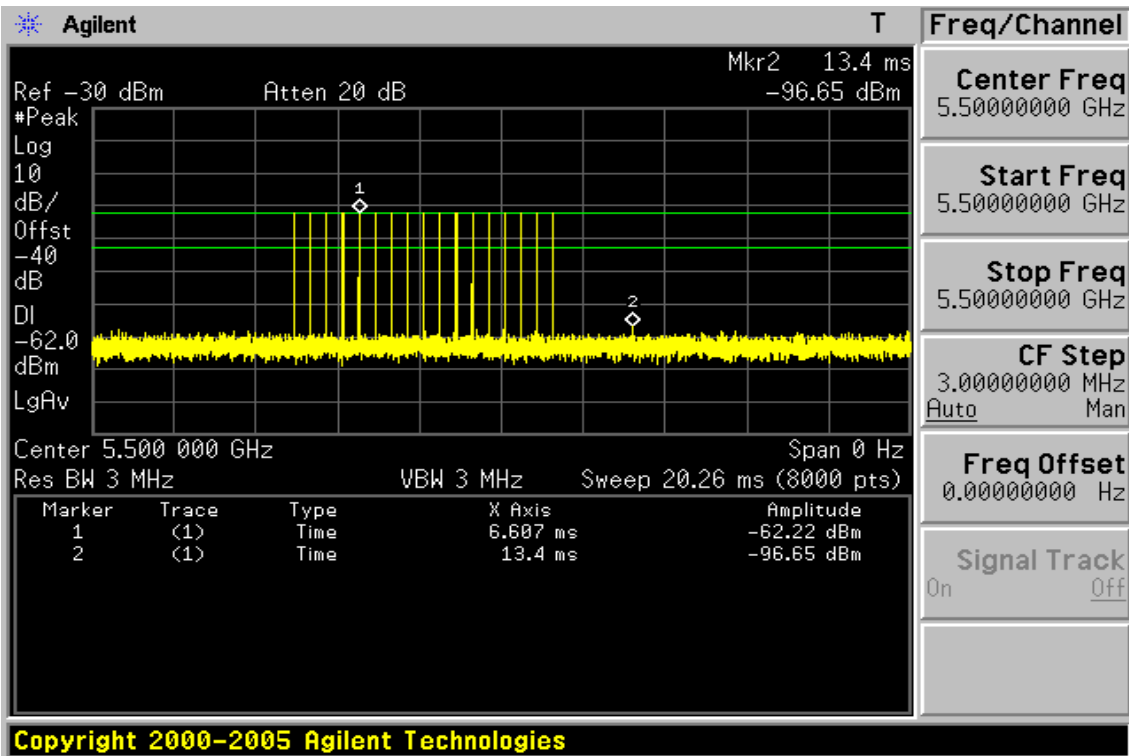 Agilent T
Mkr2 13.4 ms
Ref -30 dBm Atten 20 dB -96.65 dBm
#Peak
Log
10
dB/
Offst
-40
dB
DI
-62.0
dBm
LgAv
1
2
Center 5.500 000 GHz Span 0 Hz
Res BW 3 MHz VBW 3 MHz Sweep 20.26 ms (8000 pts)
Marker Trace Type X Axis Amplitude
1 (1) Time 6.607 ms -62.22 dBm
2 (1) Time 13.4 ms -96.65 dBm
Freq/Channel
Center Freq
5.50000000 GHz
Start Freq
5.50000000 GHz
Stop Freq
5.50000000 GHz
CF Step
3.00000000 MHz
Auto Man
Freq Offset
0.00000000 Hz
Signal Track
On Off
Copyright 2000-2005 Agilent Technologies